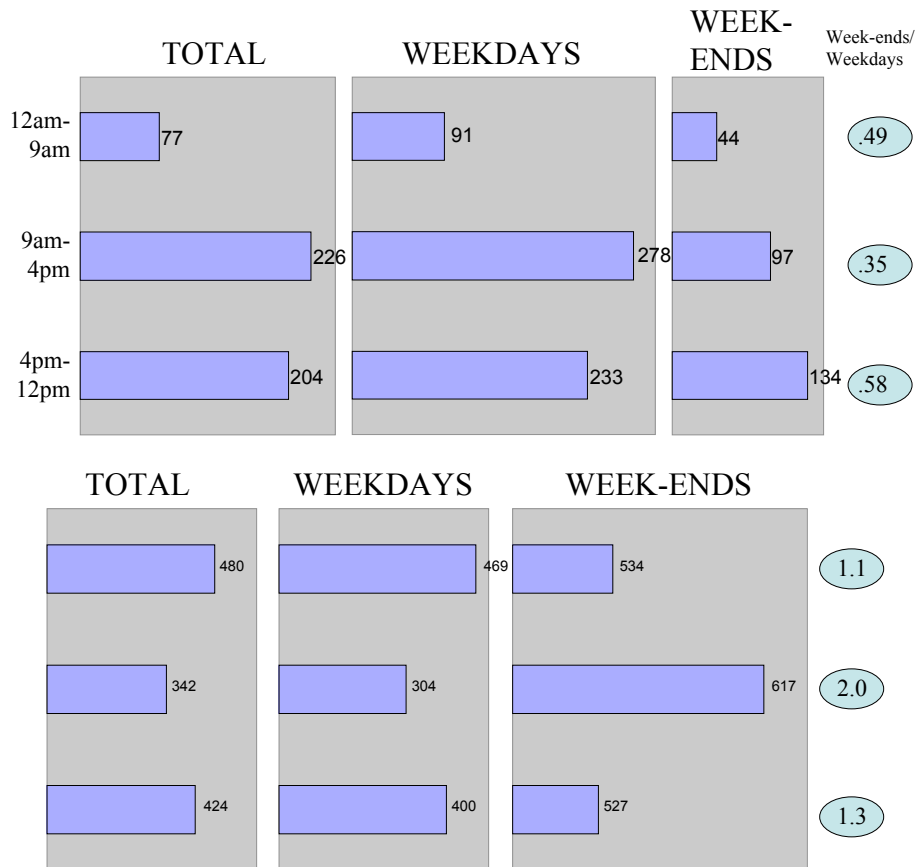 TOTAL
WEEKDAYS
WEEK-
ENDS
Week-ends/
Weekdays
12am-
9am
77
91
44
.49
9am-
4pm
226
278
97
.35
4pm-
12pm
204
233
134
.58
TOTAL
WEEKDAYS
WEEK-ENDS
480
469
534
1.1
342
304
617
2.0
424
400
527
1.3